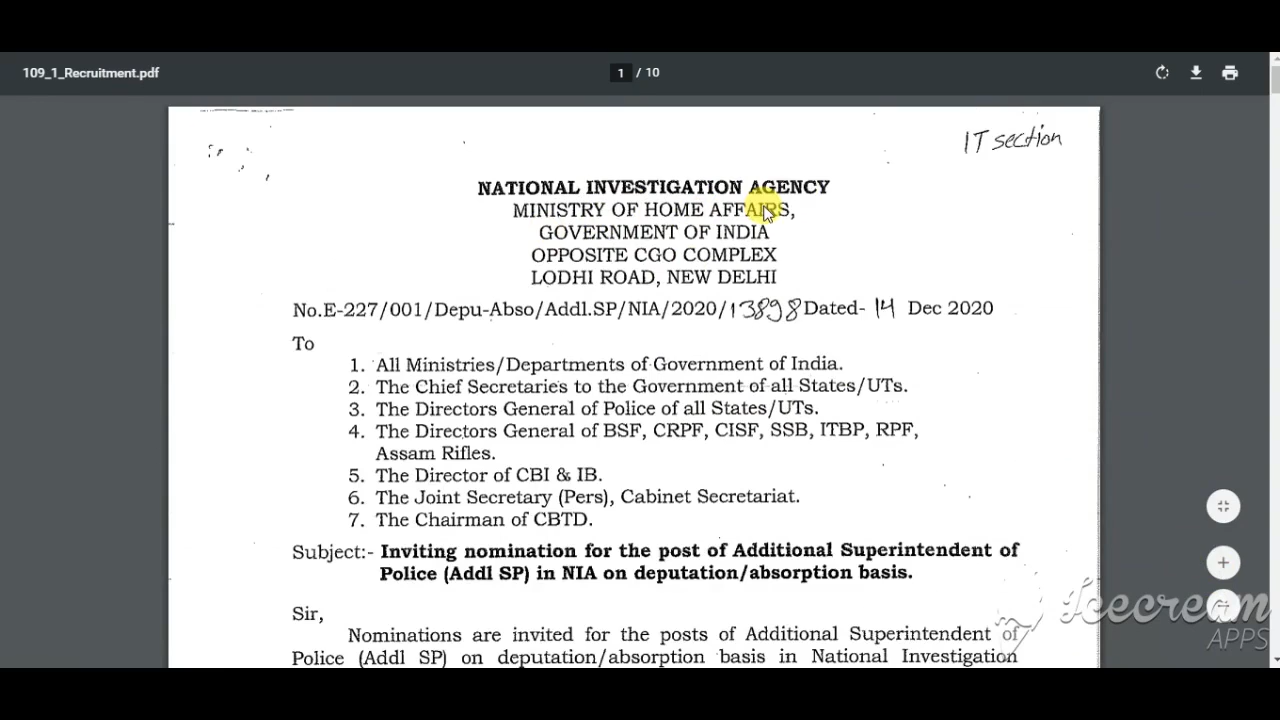 109_1_Recruitment.pdf
1 / 10
IT section
NATIONAL INVESTIGATION AGENCY
MINISTRY OF HOME AFFAIRS,
GOVERNMENT OF INDIA
OPPOSITE CGO COMPLEX
LODHI ROAD, NEW DELHI
No.E-227/001/Depu-Abso/Addl.SP/NIA/2020/13898 Dated- 14 Dec 2020
To
1. All Ministries/Departments of Government of India.
2. The Chief Secretaries to the Government of all States/UTs.
3. The Directors General of Police of all States/UTs.
4. The Directors General of BSF, CRPF, CISF, SSB, ITBP, RPF,
Assam Rifles.
5. The Director of CBI & IB.
6. The Joint Secretary (Pers), Cabinet Secretariat.
7. The Chairman of CBTD.
Subject:- Inviting nomination for the post of Additional Superintendent of
Police (Addl SP) in NIA on deputation/absorption basis.
Sir,
Nominations are invited for the posts of Additional Superintendent of
Police (Addl SP) on deputation/absorption basis in National Investigation
Icecream
APPS